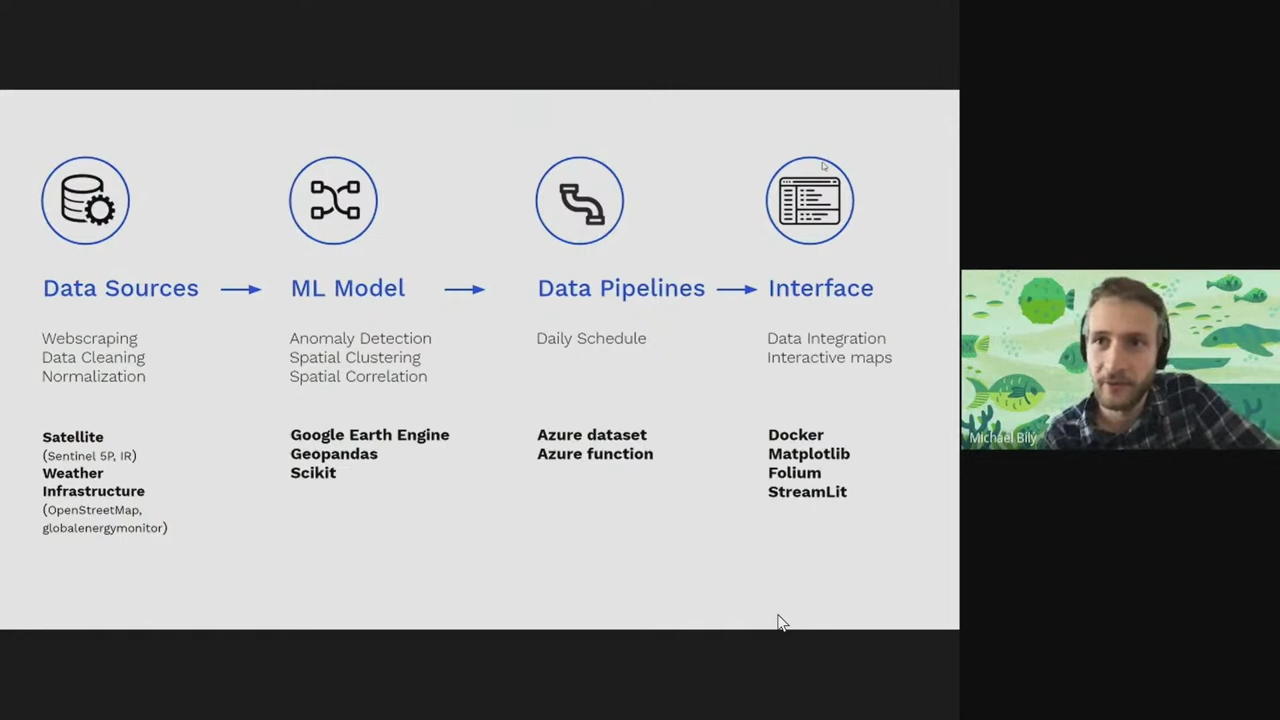 Data Sources
Webscraping
Data Cleaning
Normalization
Satellite
(Sentinel 5P, IR)
Weather
Infrastructure
(OpenStreetMap,
globalenergymonitor)
ML Model
Anomaly Detection
Spatial Clustering
Spatial Correlation
Google Earth Engine
Geopandas
Scikit
Data Pipelines
Daily Schedule
Azure dataset
Azure function
Interface
Data Integration
Interactive maps
Docker
Matplotlib
Folium
StreamLit
Michael Bílý